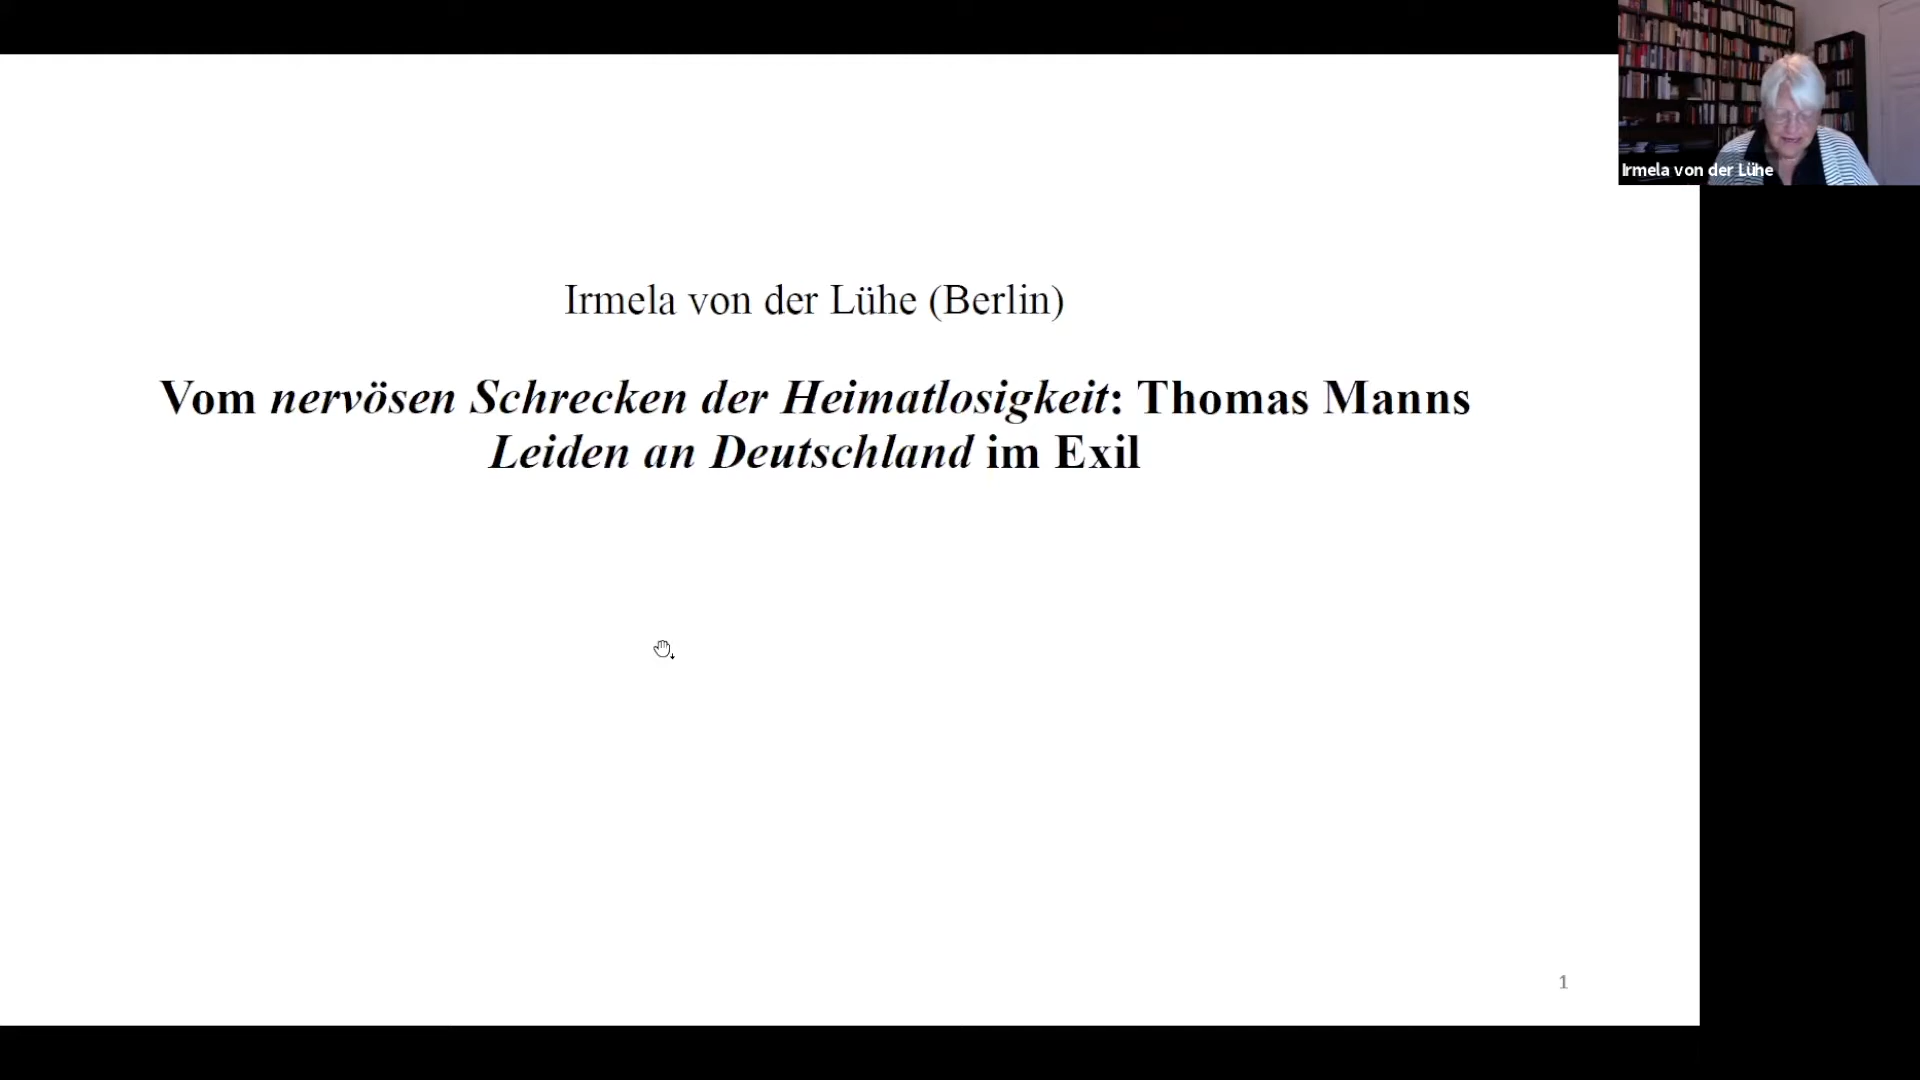 Irmela von der Lühe
Irmela von der Lühe (Berlin)
Vom nervösen Schrecken der Heimatlosigkeit: Thomas Manns
Leiden an Deutschland im Exil
1